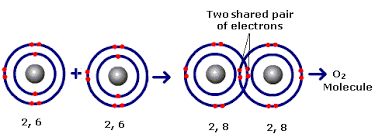 Two shared pair
of electrons
+
O₂
Molecule
2, 6
2, 6
2, 8
2, 8